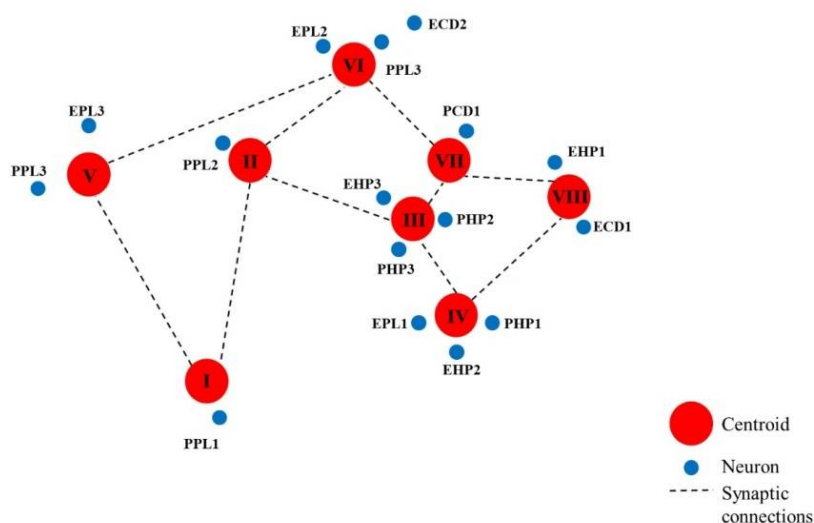 ECD2
EPL2
VI
PPL3
EPL3
PCD1
PPL2
II
VII
EHP1
PPL3
V
EHP3
VIII
III
PHP2
ECD1
PHP3
EPL1
IV
PHP1
EHP2
I
PPL1
Centroid
Neuron
Synaptic
connections